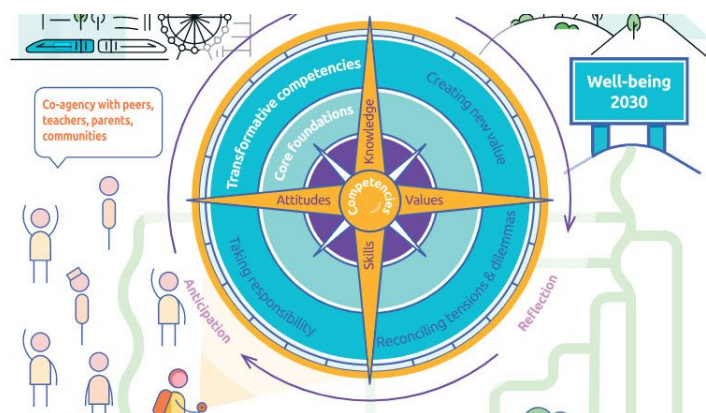 Co-agency with peers,
teachers, parents,
communities
Transformative competencies
Core foundations
Knowledge
Creating new value
Well-being
2030
Attitudes
Competencies
Values
Skills
Taking responsibility
Reconciling tensions & dilemmas
Anticipation
Reflection